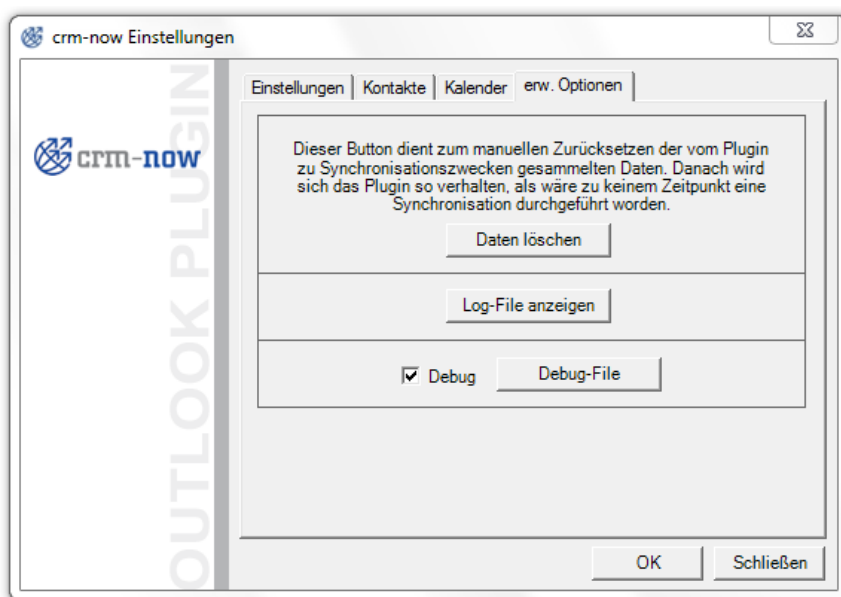 crm-now Einstellungen
OUTLOOK PLUGIN
crm-now
Einstellungen
Kontakte
Kalender
erw. Optionen
Dieser Button dient zum manuellen Zurücksetzen der vom Plugin
zu Synchronisationszwecken gesammelten Daten. Danach wird
sich das Plugin so verhalten, als wäre zu keinem Zeitpunkt eine
Synchronisation durchgeführt worden.
Daten löschen
Log-File anzeigen
Debug
Debug-File
OK
Schließen